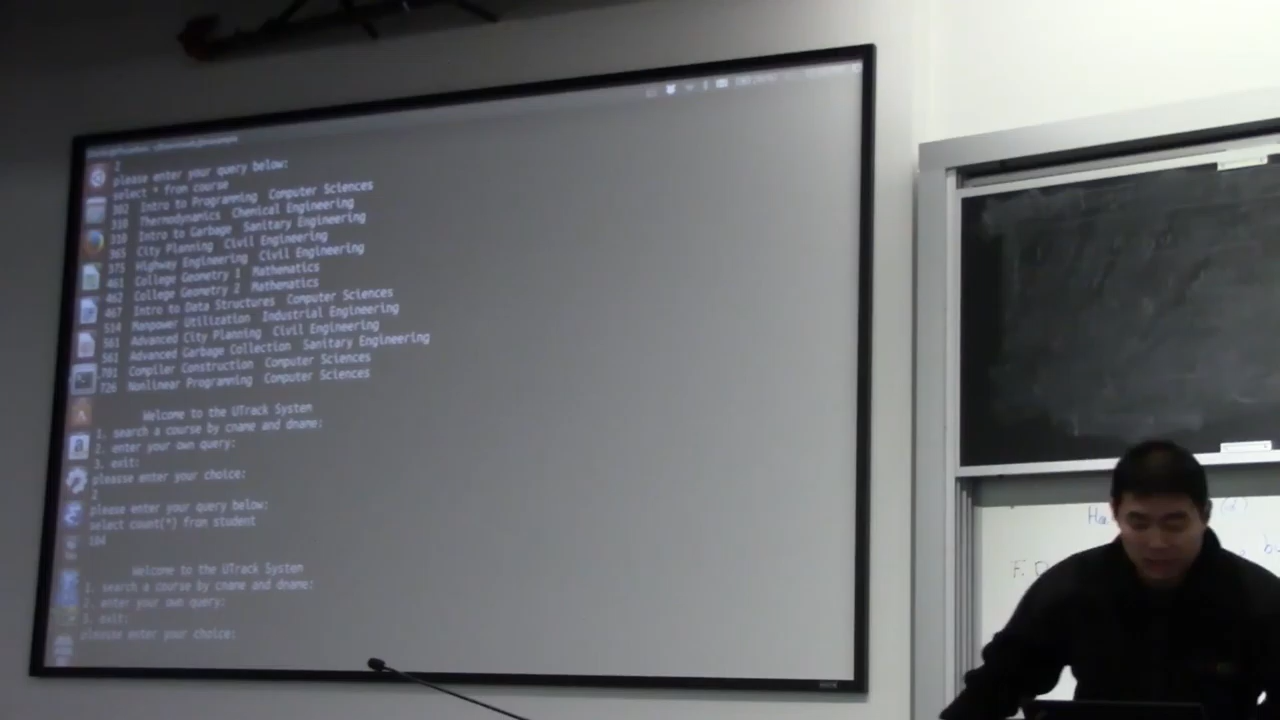 2
please enter your query below:
select * from course
302 Intro to Programming Computer Sciences
310 Thermodynamics Chemical Engineering
310 Intro to Garbage Sanitary Engineering
365 City Planning Civil Engineering
375 Highway Engineering Civil Engineering
461 College Geometry 1 Mathematics
462 College Geometry 2 Mathematics
467 Intro to Data Structures Computer Sciences
514 Manpower Utilization Industrial Engineering
561 Advanced City Planning Civil Engineering
561 Advanced Garbage Collection Sanitary Engineering
701 Compiler Construction Computer Sciences
726 Nonlinear Programming Computer Sciences
Welcome to the UTrack System
1. search a course by cname and dname:
2. enter your own query:
3. exit:
pleasse enter your choice:
2
please enter your query below:
select count(*) from student
104
Welcome to the UTrack System
1. search a course by cname and dname:
2. enter your own query:
3. exit:
pleasse enter your choice: